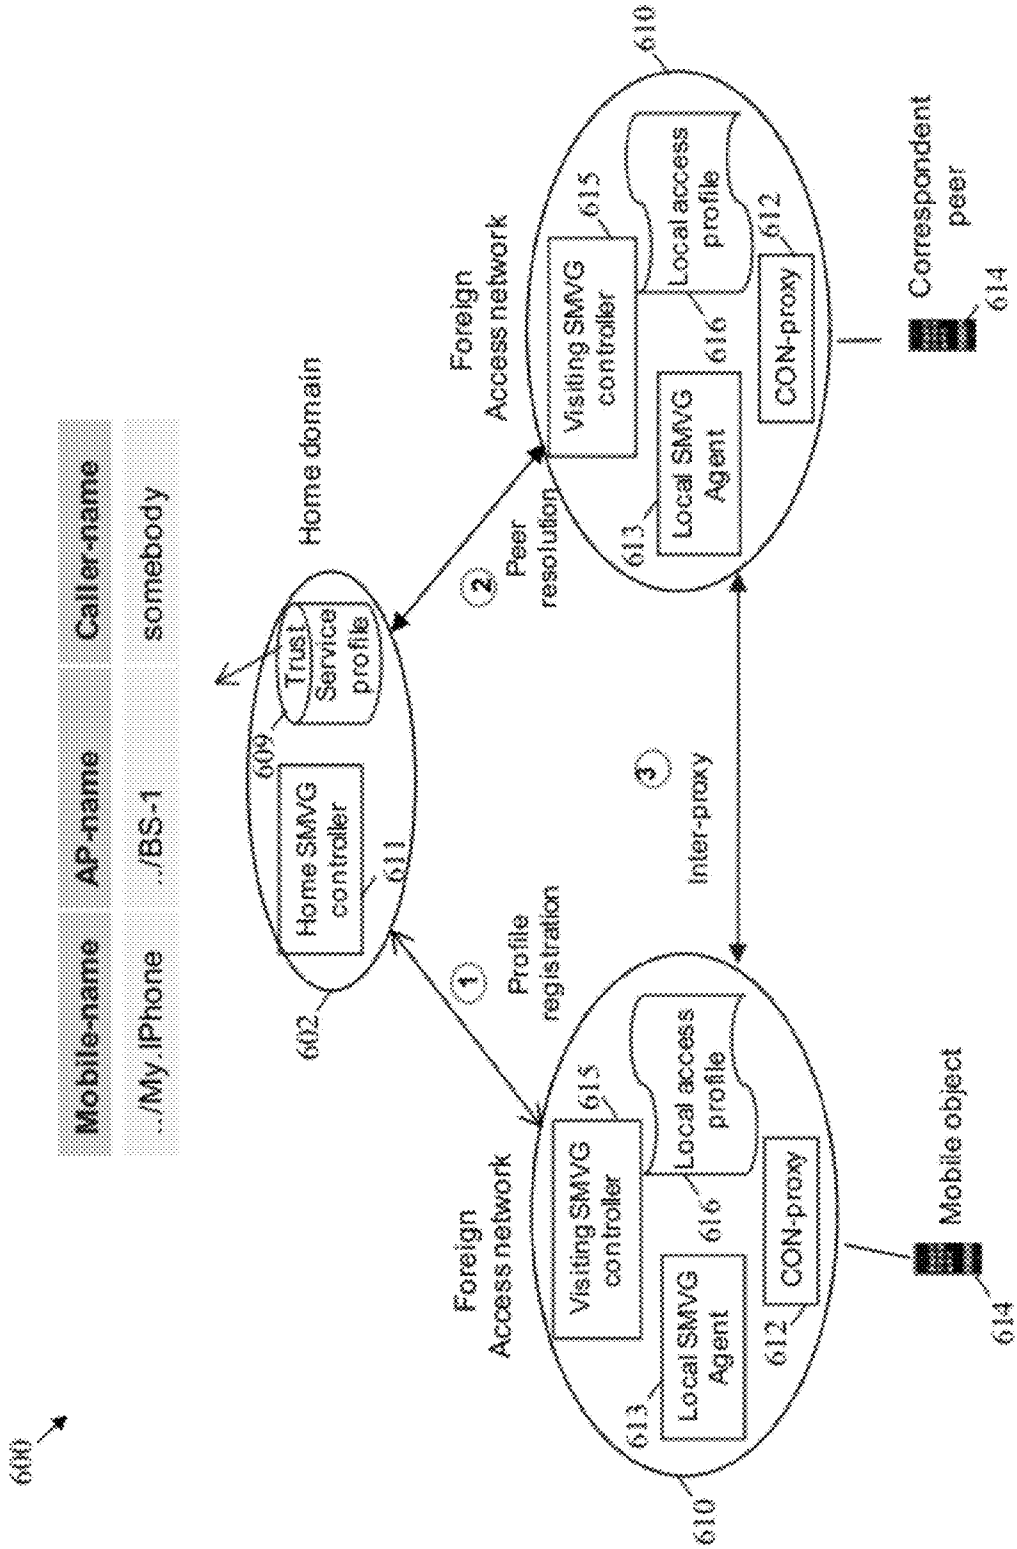 600
Mobile-name AP-name Caller-name
.../My.iPhone .../BS-1 somebody
Home domain
602
Home SMVG
controller
611
609
Trust
Service
profile
1
Profile
registration
2
Peer
resolution
3
Inter-proxy
Foreign
Access network
610
Visiting SMVG
controller
615
Local SMVG
Agent
613
Local access
profile
616
CON-proxy
612
Mobile object
614
Foreign
Access network
610
Visiting SMVG
controller
615
Local SMVG
Agent
613
Local access
profile
616
CON-proxy
612
Correspondent
peer
614